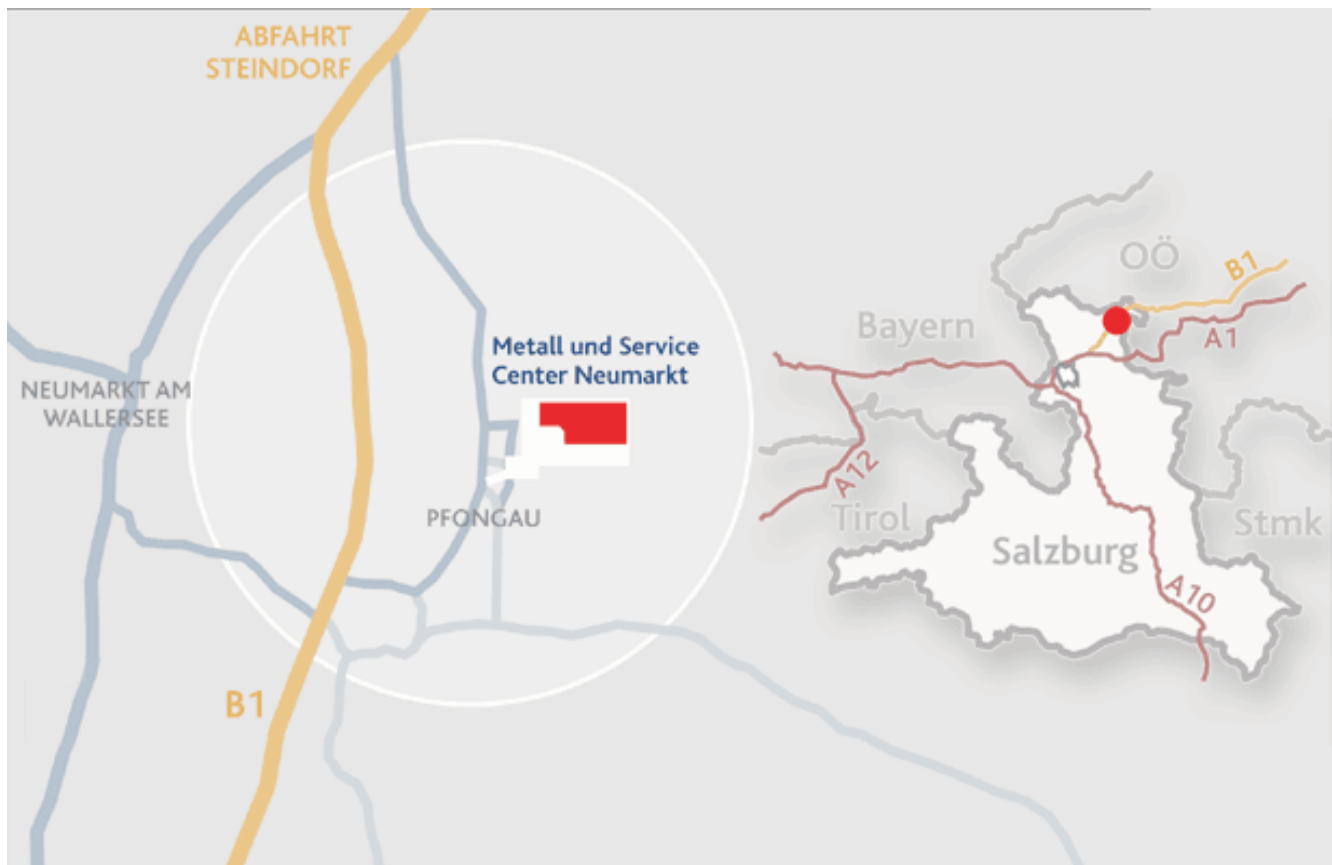 ABFAHRT
STEINDORF
Metall und Service
Center Neumarkt
NEUMARKT AM
WALLERSEE
PFONGAU
B1
OÖ
B1
Bayern
A1
A12
Tirol
Salzburg
Stmk
A10